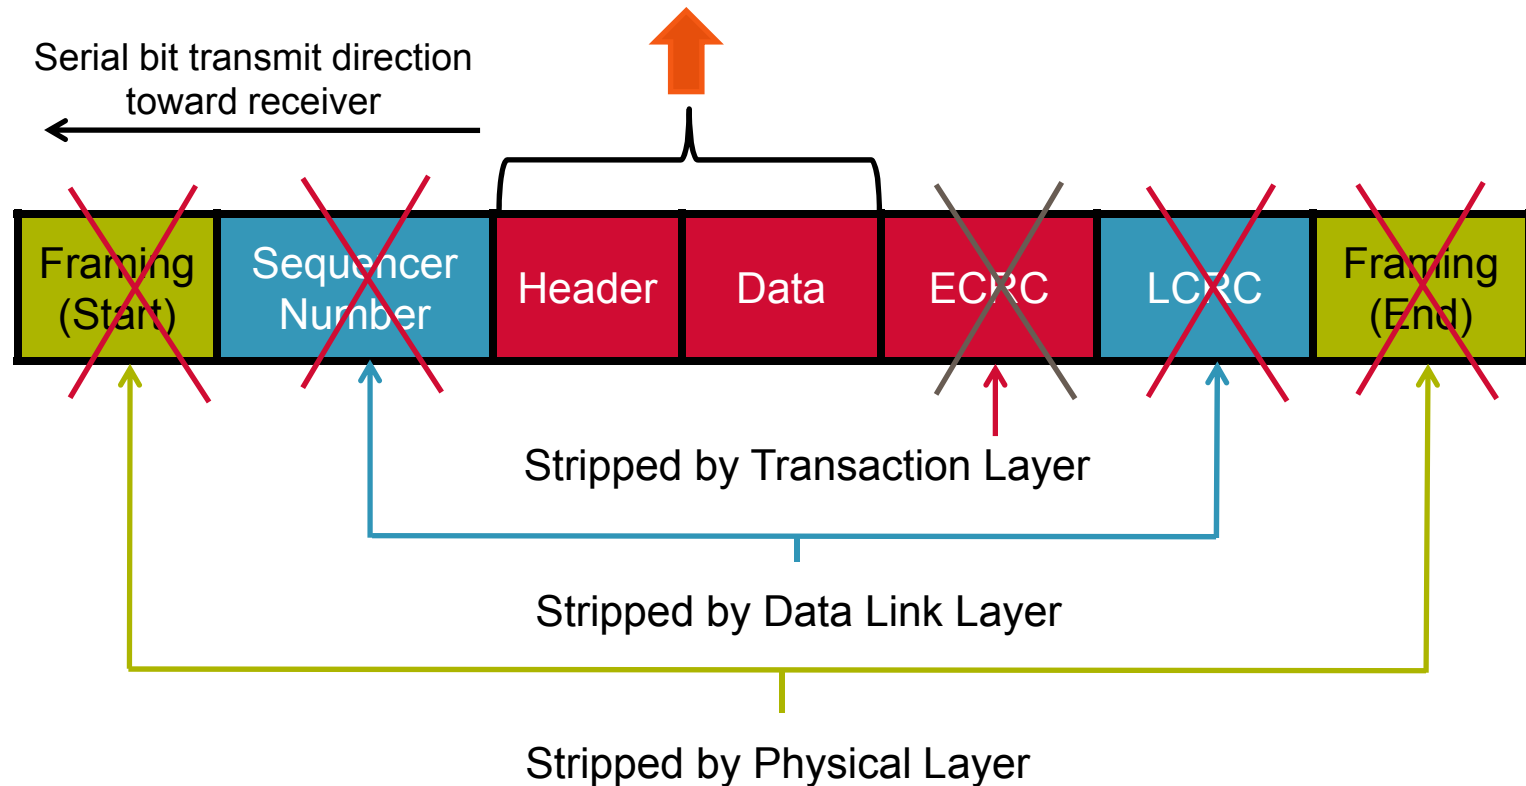 Serial bit transmit direction
toward receiver
Framing
(Start)
Sequencer
Number
Header
Data
ECRC
LCRC
Framing
(End)
Stripped by Transaction Layer
Stripped by Data Link Layer
Stripped by Physical Layer